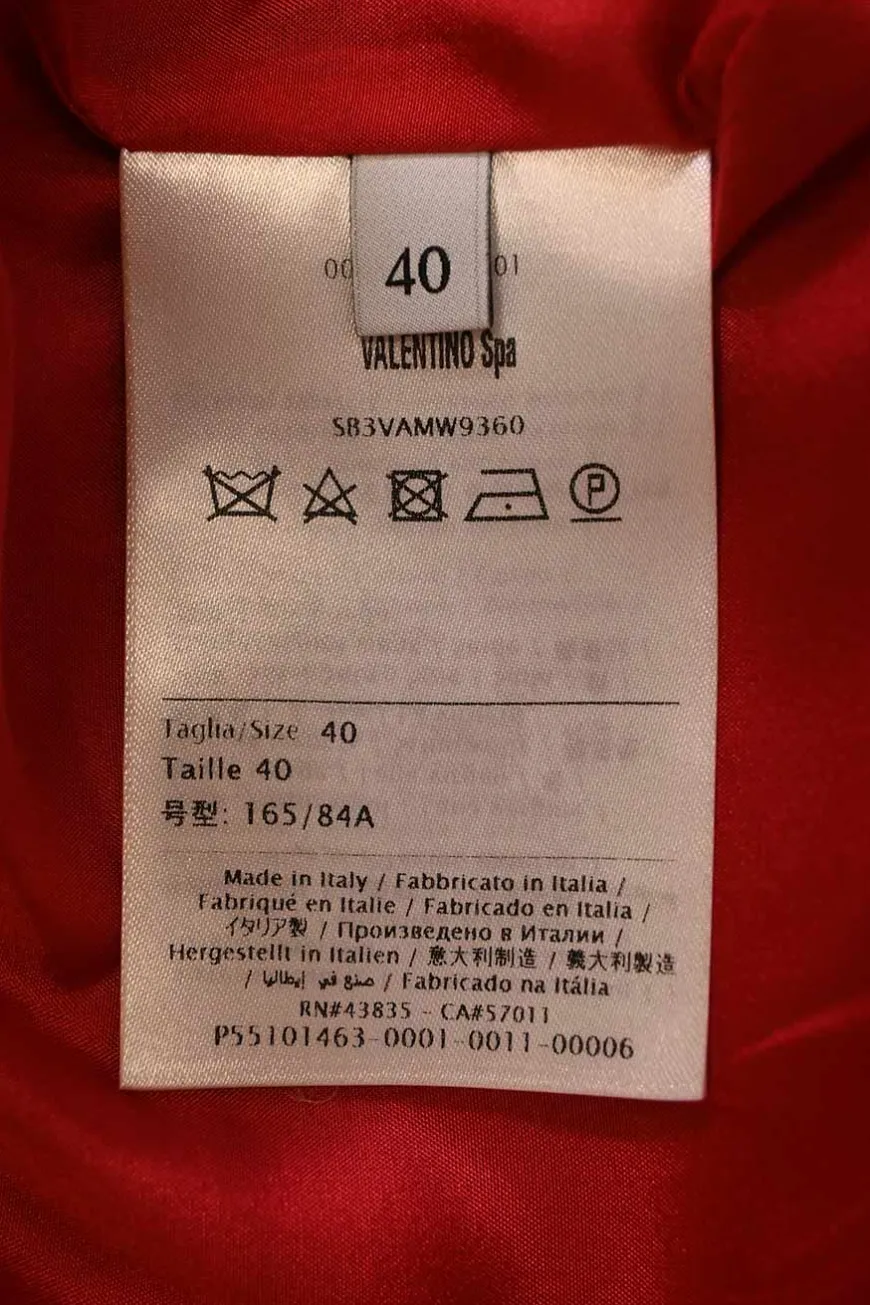 40
00 01
VALENTINO Spa
SB3VAMW9360
P
Taglia/Size 40
Taille 40
号型: 165/84A
Made in Italy / Fabbricato in Italia /
Fabriqué en Italie / Fabricado en Italia /
イタリア製 / Произведено в Италии /
Hergestellt in Italien / 意大利制造 / 義大利製造
/ صنع في إيطاليا / Fabricado na Itália
RN#43835 - CA#57011
P55101463-0001-0011-00006